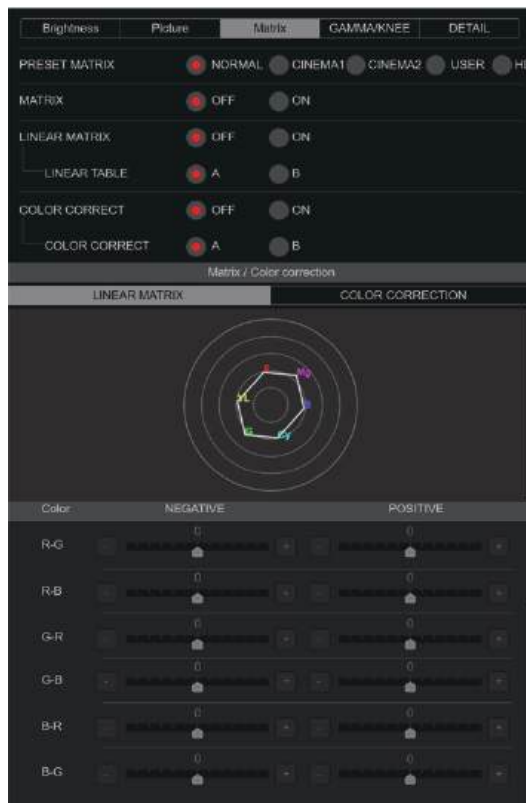 Brightness Picture Matrix GAMMA/KNEE DETAIL
PRESET MATRIX NORMAL CINEMA1 CINEMA2 USER H
MATRIX OFF ON
LINEAR MATRIX OFF ON
LINEAR TABLE A B
COLOR CORRECT OFF ON
COLOR CORRECT A B
Matrix / Color correction
LINEAR MATRIX COLOR CORRECTION
R Mg
YL B
G Cy
Color NEGATIVE POSITIVE
0 0
R-G - + - +
0 0
R-B - + - +
0 0
G-R - + - +
0 0
G-B - + - +
0 0
B-R - + - +
0 0
B-G - + - +